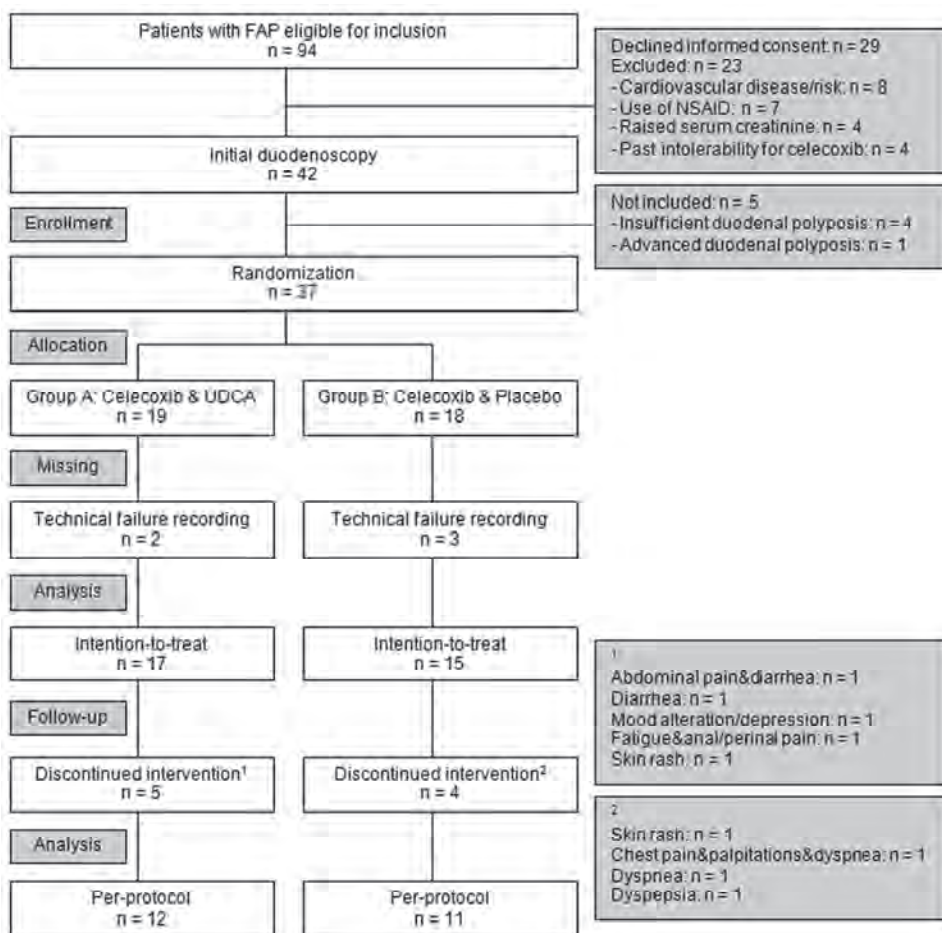 Patients with FAP eligible for inclusion
n = 94
Declined informed consent: n = 29
Excluded: n = 23
- Cardiovascular disease/risk: n = 8
- Use of NSAID: n = 7
- Raised serum creatinine: n = 4
- Past intolerability for celecoxib: n = 4
Initial duodenoscopy
n = 42
Enrollment
Not included: n = 5
- Insufficient duodenal polyposis: n = 4
- Advanced duodenal polyposis: n = 1
Randomization
n = 37
Allocation
Group A: Celecoxib & UDCA
n = 19
Group B: Celecoxib & Placebo
n = 18
Missing
Technical failure recording
n = 2
Technical failure recording
n = 3
Analysis
Intention-to-treat
n = 17
Intention-to-treat
n = 15
1
Abdominal pain&diarrhea: n = 1
Diarrhea: n = 1
Mood alteration/depression: n = 1
Fatigue&anal/perinal pain: n = 1
Skin rash: n = 1
Follow-up
Discontinued intervention1
n = 5
Discontinued intervention2
n = 4
2
Skin rash: n = 1
Chest pain&palpitations&dyspnea: n = 1
Dyspnea: n = 1
Dyspepsia: n = 1
Analysis
Per-protocol
n = 12
Per-protocol
n = 11